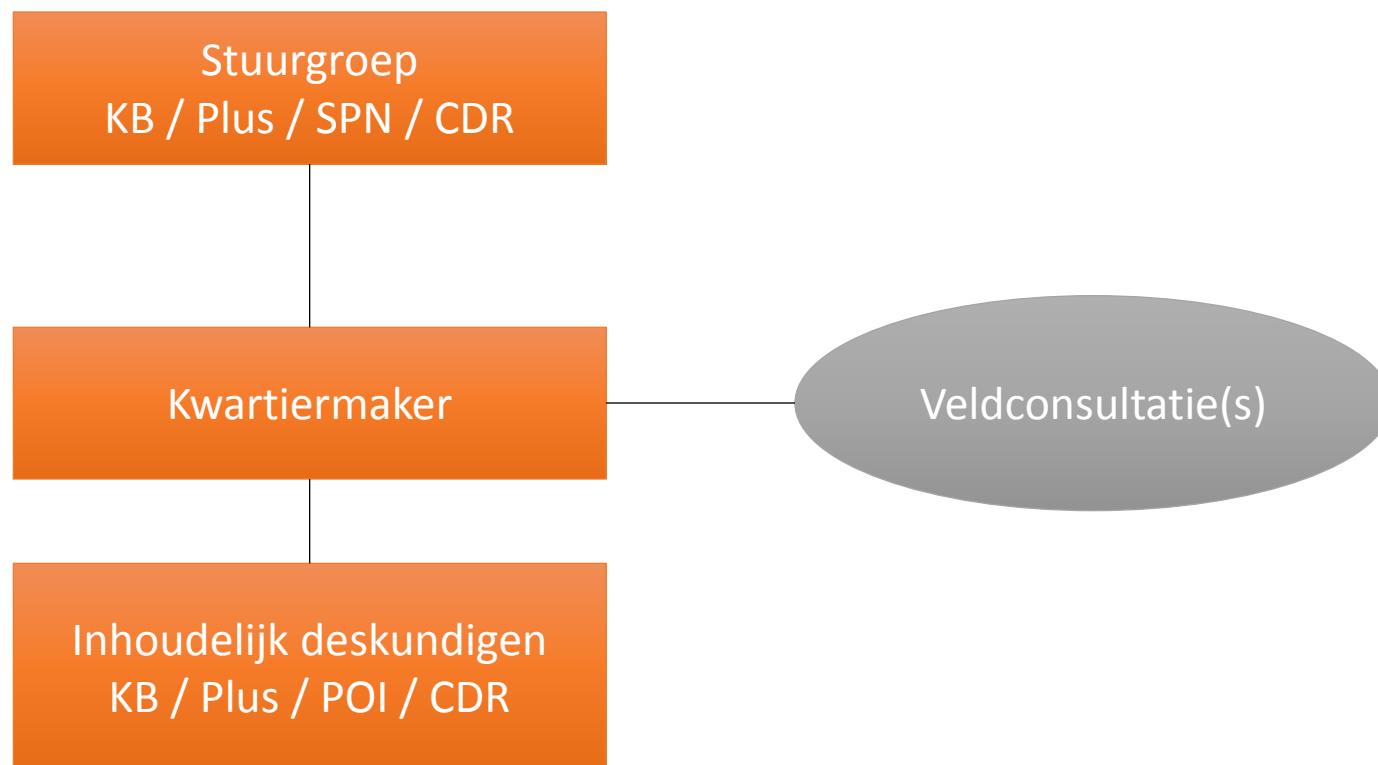 Stuurgroep
KB / Plus / SPN / CDR
Kwartiermaker
Veldconsultatie(s)
Inhoudelijk deskundigen
KB / Plus / POI / CDR